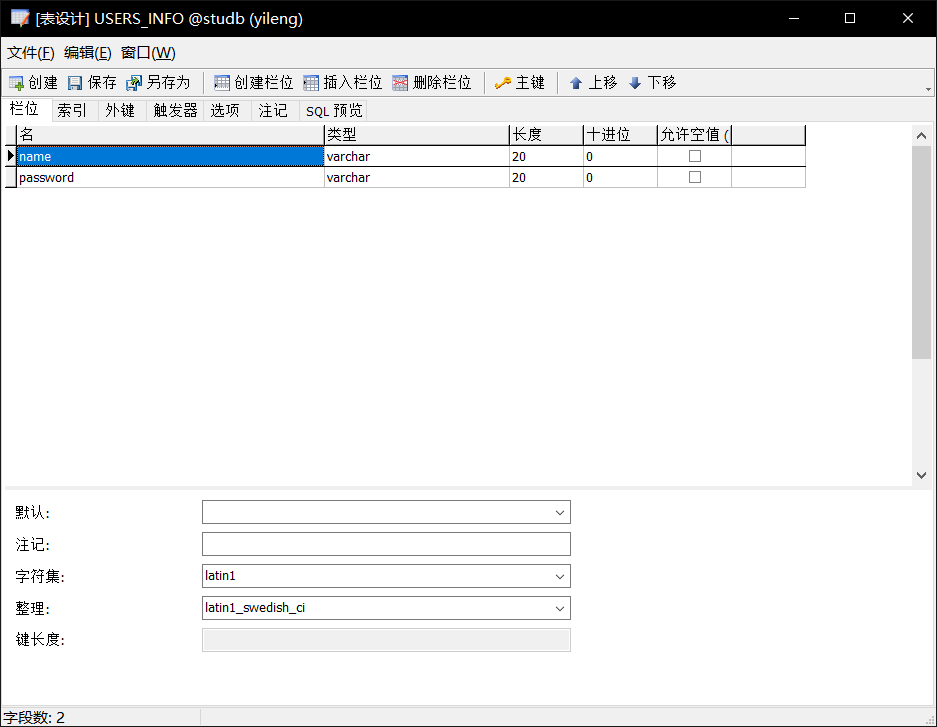 [表设计] USERS_INFO @studb (yileng)
文件(F) 编辑(E) 窗口(W)
创建 保存 另存为 创建栏位 插入栏位 删除栏位 主键 上移 下移
栏位 索引 外键 触发器 选项 注记 SQL 预览
名 类型 长度 十进位 允许空值 (
name varchar 20 0
password varchar 20 0
默认:
注记:
字符集: latin1
整理: latin1_swedish_ci
键长度:
字段数: 2